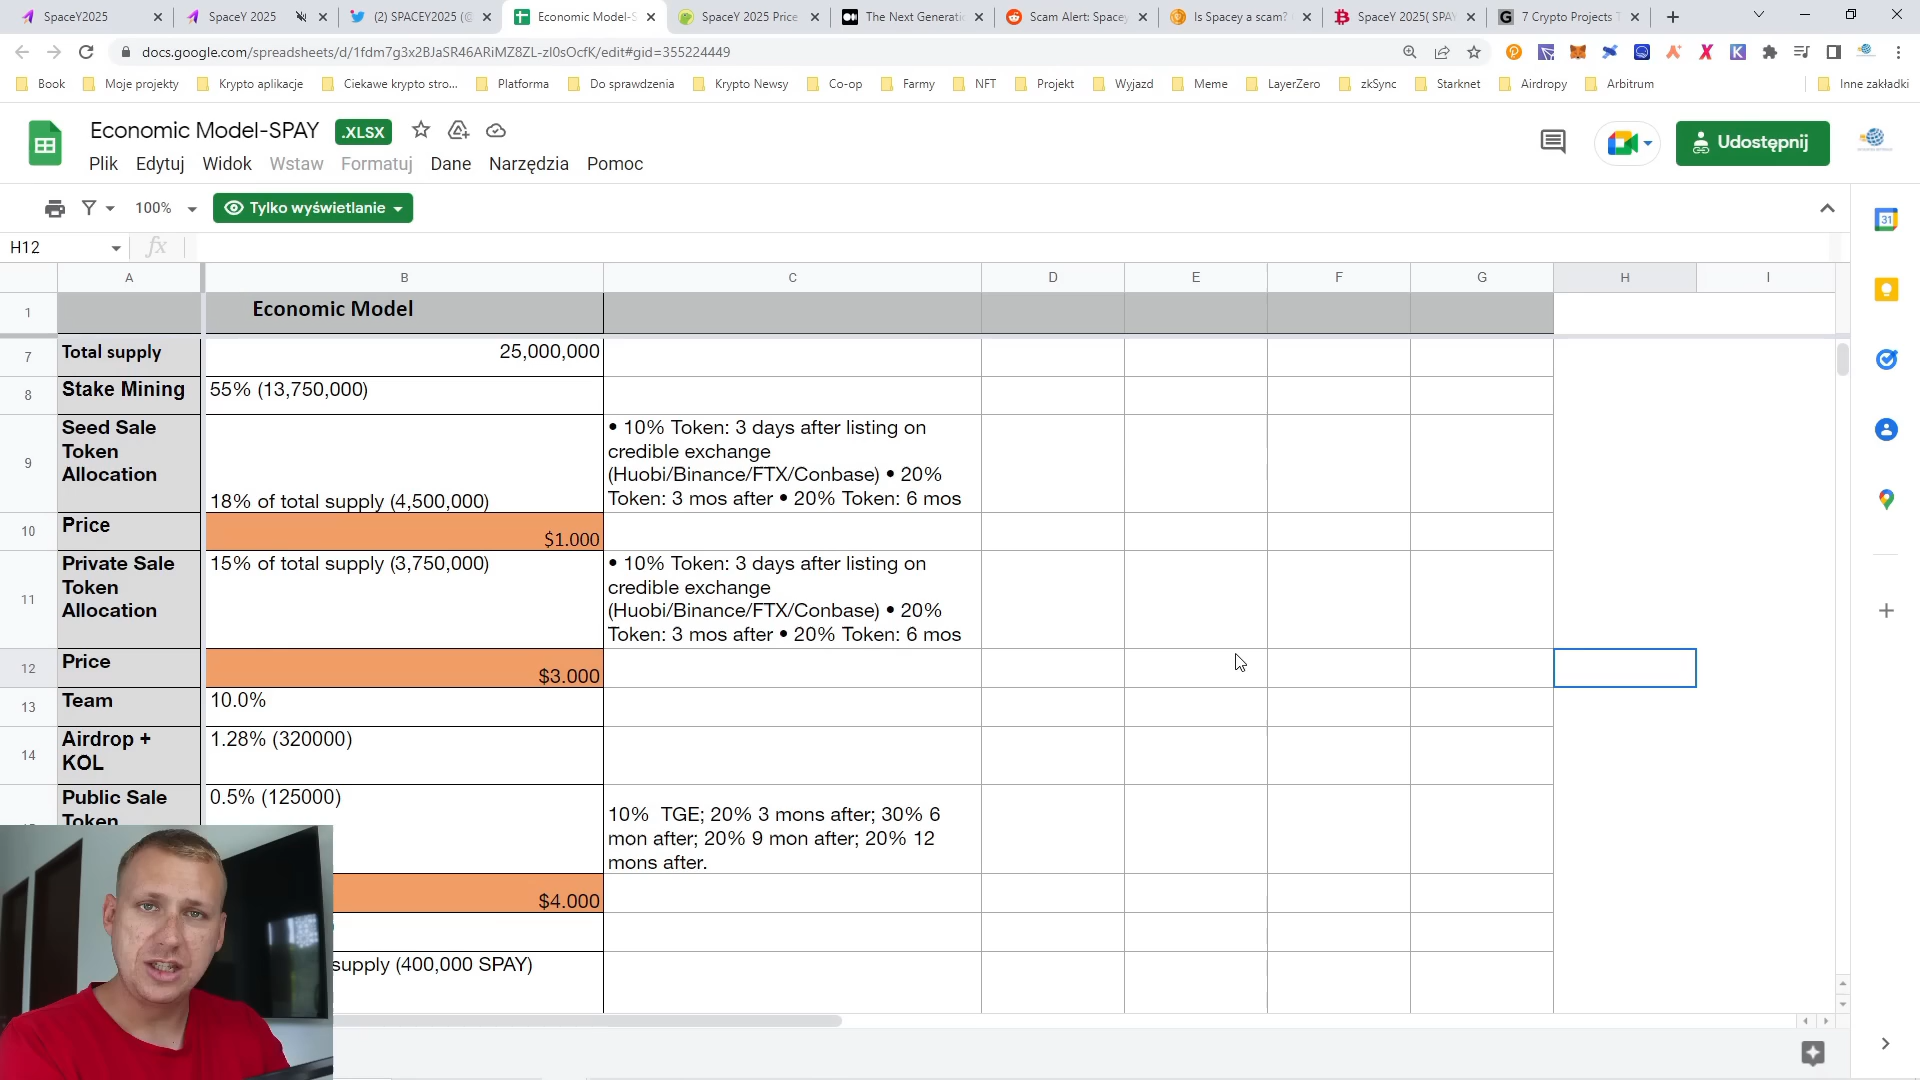 SpaceY2025
SpaceY 2025
(2) SPACEY2025 (@
Economic Model-S
SpaceY 2025 Price
The Next Generatio
Scam Alert: Spacey
Is Spacey a scam?
SpaceY 2025( SPAY
7 Crypto Projects T
docs.google.com/spreadsheets/d/1fdm7g3x2BJaSR46ARiMZ8ZL-zI0sOcfK/edit#gid=355224449
Book
Moje projekty
Krypto aplikacje
Ciekawe krypto stro...
Platforma
Do sprawdzenia
Krypto Newsy
Co-op
Farmy
NFT
Projekt
Wyjazd
Meme
LayerZero
zkSync
Starknet
Airdropy
Arbitrum
Inne zakładki
Economic Model-SPAY
.XLSX
Udostępnij
Plik Edytuj Widok Wstaw Formatuj Dane Narzędzia Pomoc
100%
Tylko wyświetlanie
H12
fx
A B C D E F G H I
1 Economic Model
7 Total supply 25,000,000
8 Stake Mining 55% (13,750,000)
9
Seed Sale
Token
Allocation
18% of total supply (4,500,000)
• 10% Token: 3 days after listing on
credible exchange
(Huobi/Binance/FTX/Conbase) • 20%
Token: 3 mos after • 20% Token: 6 mos
10 Price $1.000
11
Private Sale
Token
Allocation
15% of total supply (3,750,000)
• 10% Token: 3 days after listing on
credible exchange
(Huobi/Binance/FTX/Conbase) • 20%
Token: 3 mos after • 20% Token: 6 mos
12 Price $3.000
13 Team 10.0%
14
Airdrop +
KOL
1.28% (320000)
Public Sale
Token
0.5% (125000)
10% TGE; 20% 3 mons after; 30% 6
mon after; 20% 9 mon after; 20% 12
mons after.
$4.000
supply (400,000 SPAY)
31